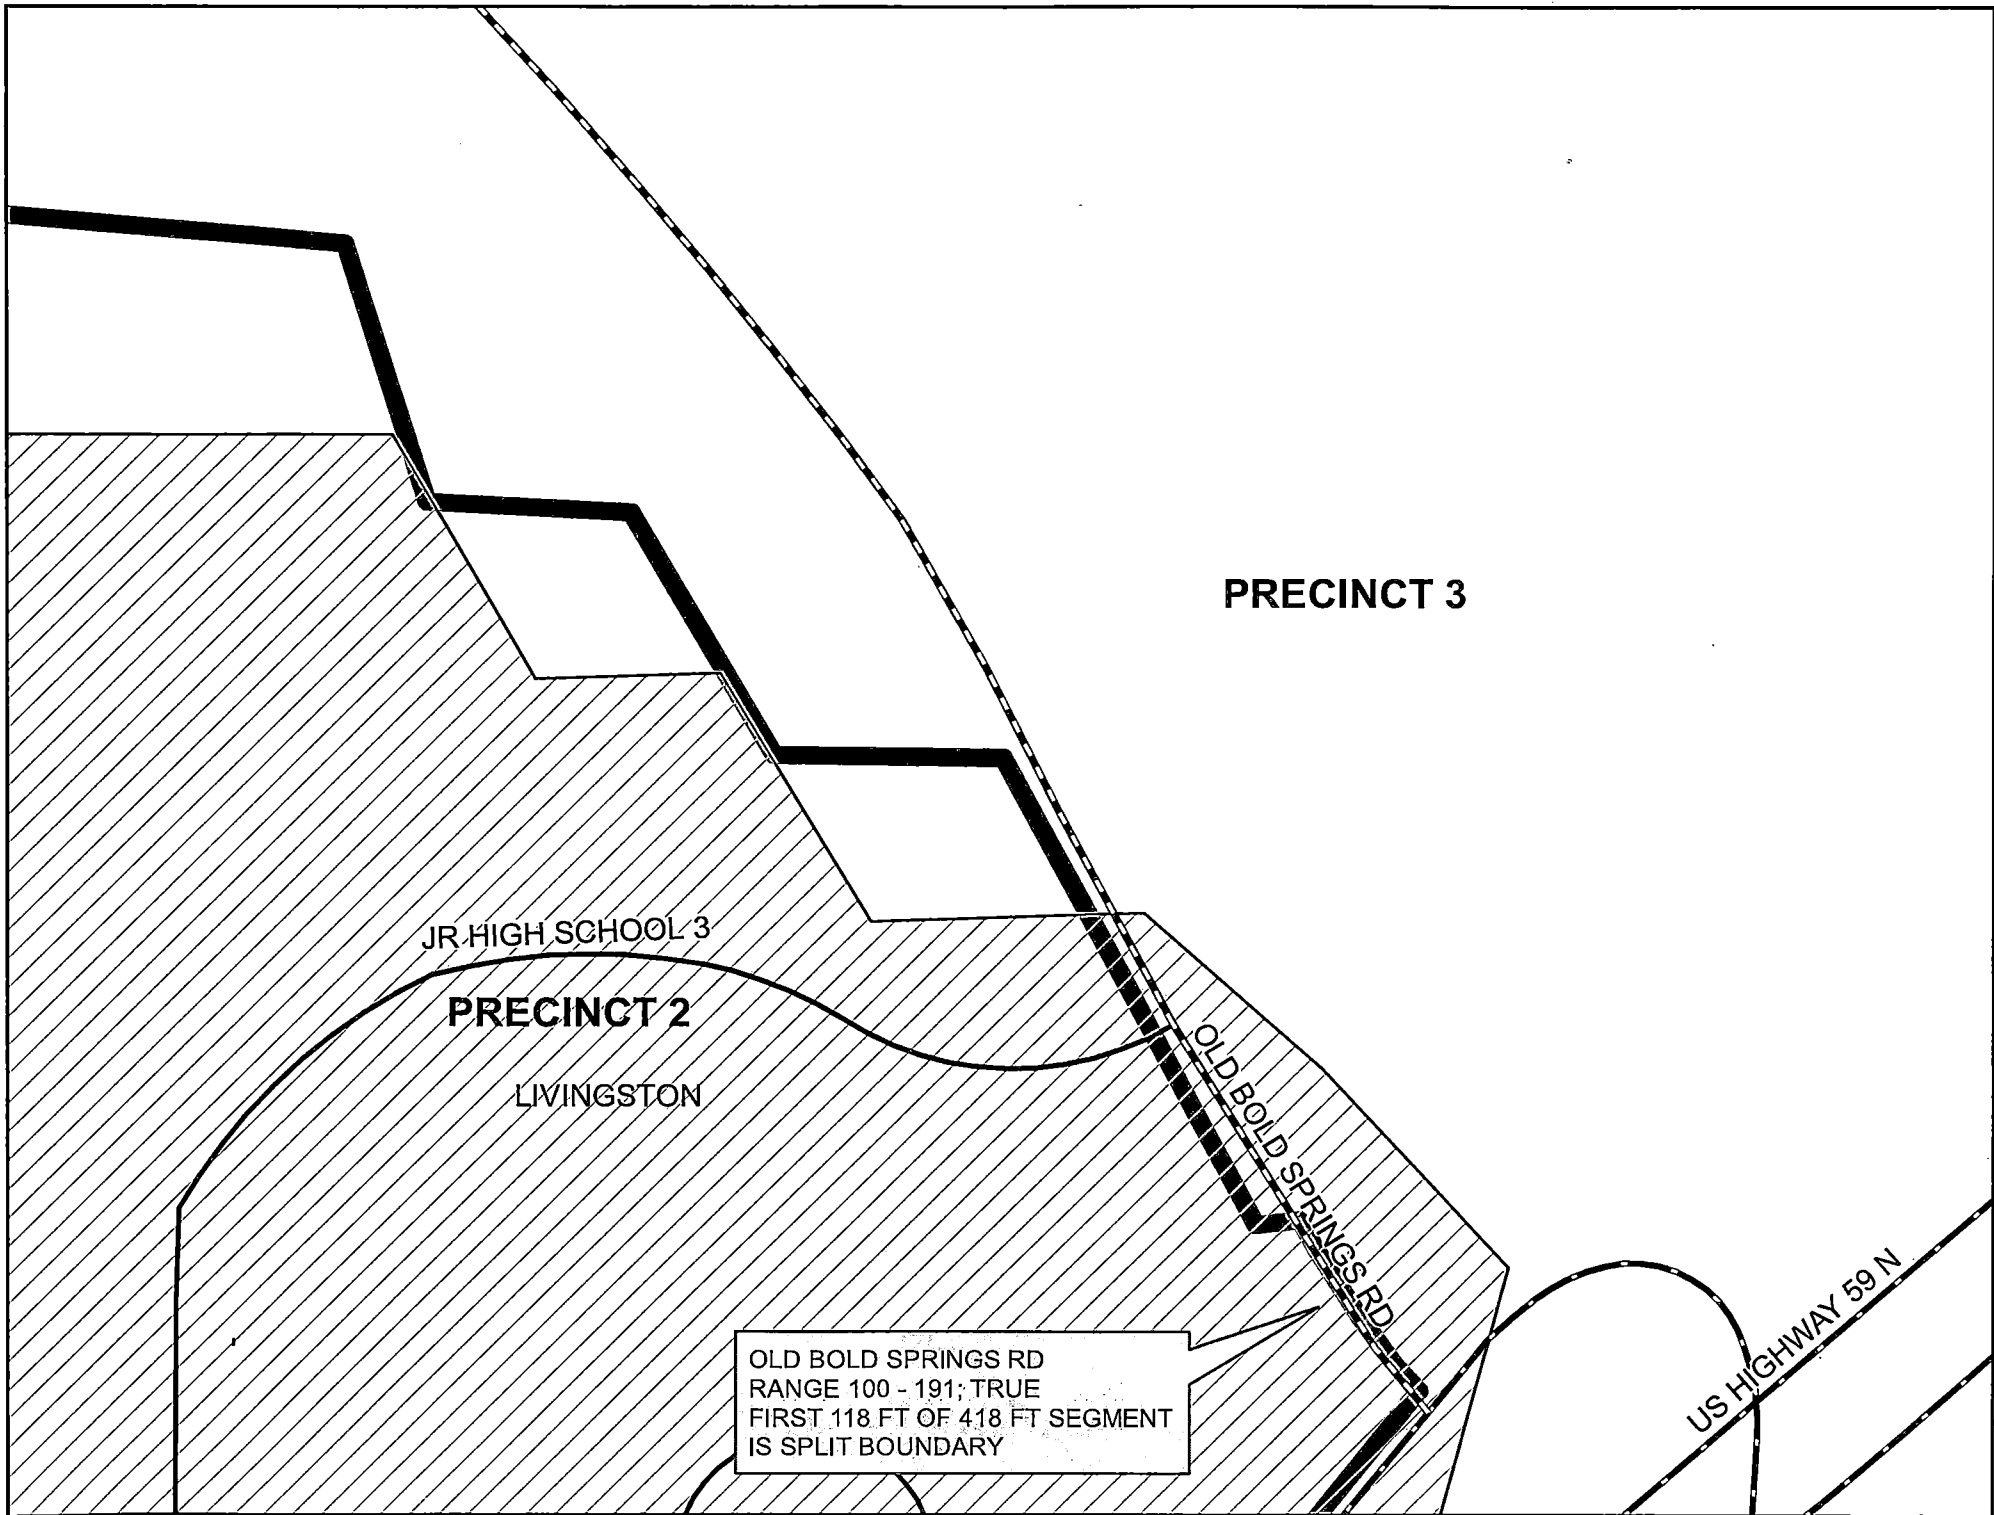 PRECINCT 3
JR HIGH SCHOOL 3
PRECINCT 2
LIVINGSTON
OLD BOLD SPRINGS RD
US HIGHWAY 59 N
OLD BOLD SPRINGS RD
RANGE 100 - 191; TRUE
FIRST 118 FT OF 418 FT SEGMENT
IS SPLIT BOUNDARY